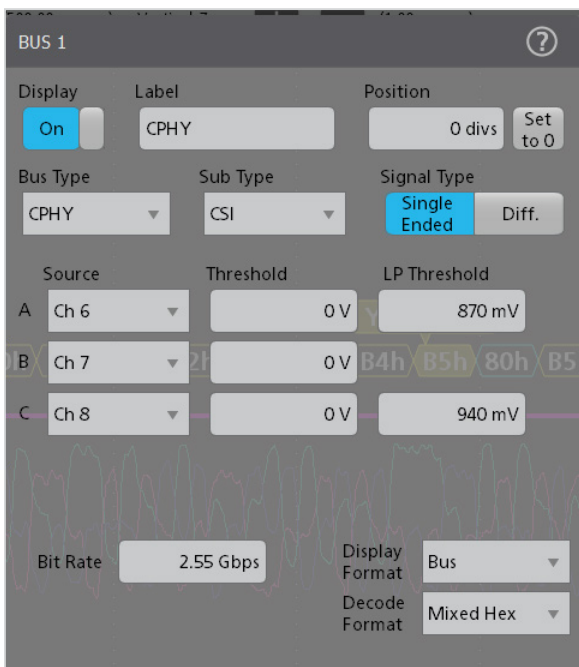 BUS 1
?
Display Label Position
On CPHY 0 divs Set to 0
Bus Type Sub Type Signal Type
CPHY CSI Single Ended Diff.
Source Threshold LP Threshold
A Ch 6 0 V 870 mV
B Ch 7 0 V
B4h B5h 80h B5
C Ch 8 0 V 940 mV
Bit Rate 2.55 Gbps Display Format Bus
Decode Format Mixed Hex